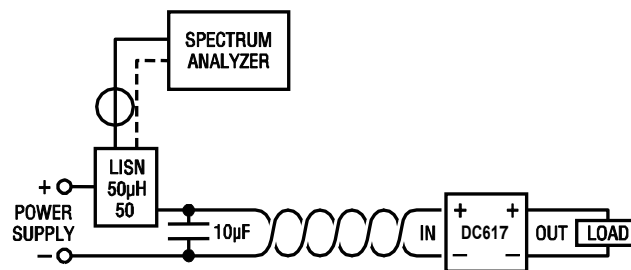 SPECTRUM
ANALYZER
LISN
50µH
50
+
POWER
SUPPLY
–
10µF
IN
+ +
DC617
– –
OUT
LOAD